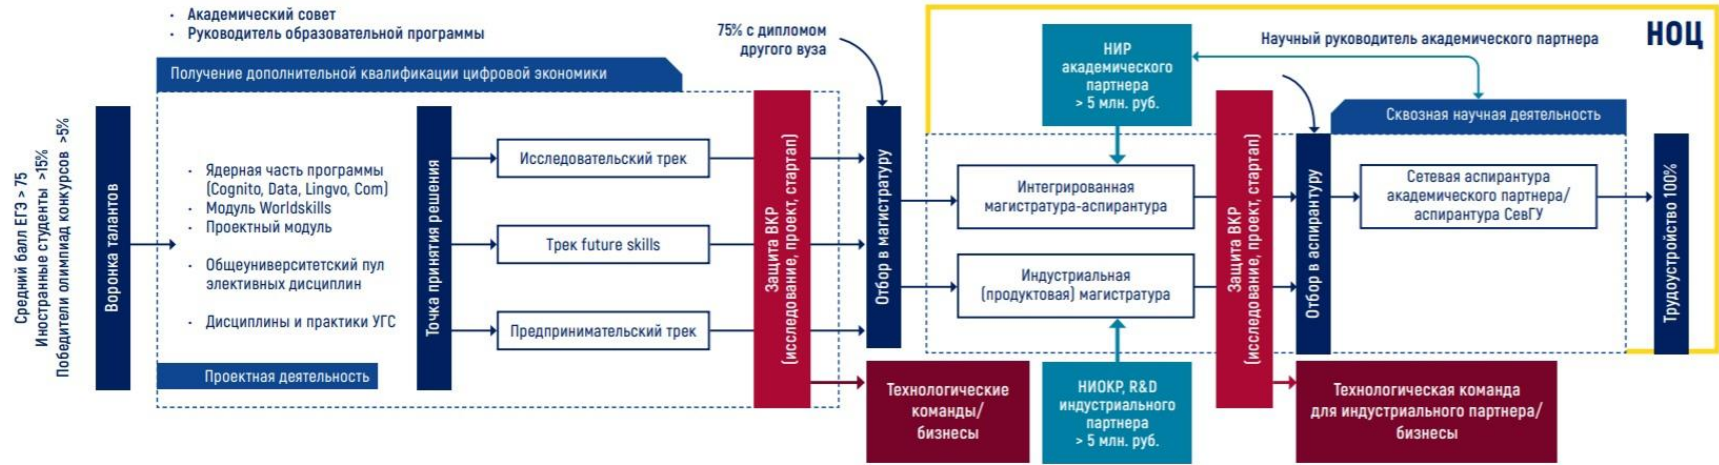 · Академический совет
· Руководитель образовательной программы
Получение дополнительной квалификации цифровой экономики
Средний балл ЕГЭ > 75
Иностранные студенты >15%
Победители олимпиад конкурсов >5%
Воронка талантов
· Ядерная часть программы
(Cognito, Data, Lingvo, Com)
· Модуль Worldskills
· Проектный модуль
· Общеуниверситетский пул
элективных дисциплин
· Дисциплины и практики УГС
Проектная деятельность
Точка принятия решения
Исследовательский трек
Трек future skills
Предпринимательский трек
Защита ВКР
(исследование, проект, стартап)
75% с дипломом
другого вуза
Отбор в магистратуру
Технологические
команды/
бизнесы
НИР
академического
партнера
> 5 млн. руб.
Интегрированная
магистратура-аспирантура
Индустриальная
(продуктовая) магистратура
НИОКР, R&D
индустриального
партнера
> 5 млн. руб.
Защита ВКР
(исследование, проект, стартап)
Научный руководитель академического партнера
НОЦ
Отбор в аспирантуру
Сквозная научная деятельность
Сетевая аспирантура
академического партнера/
аспирантура СевГУ
Технологическая команда
для индустриального партнера/
бизнесы
Трудоустройство 100%